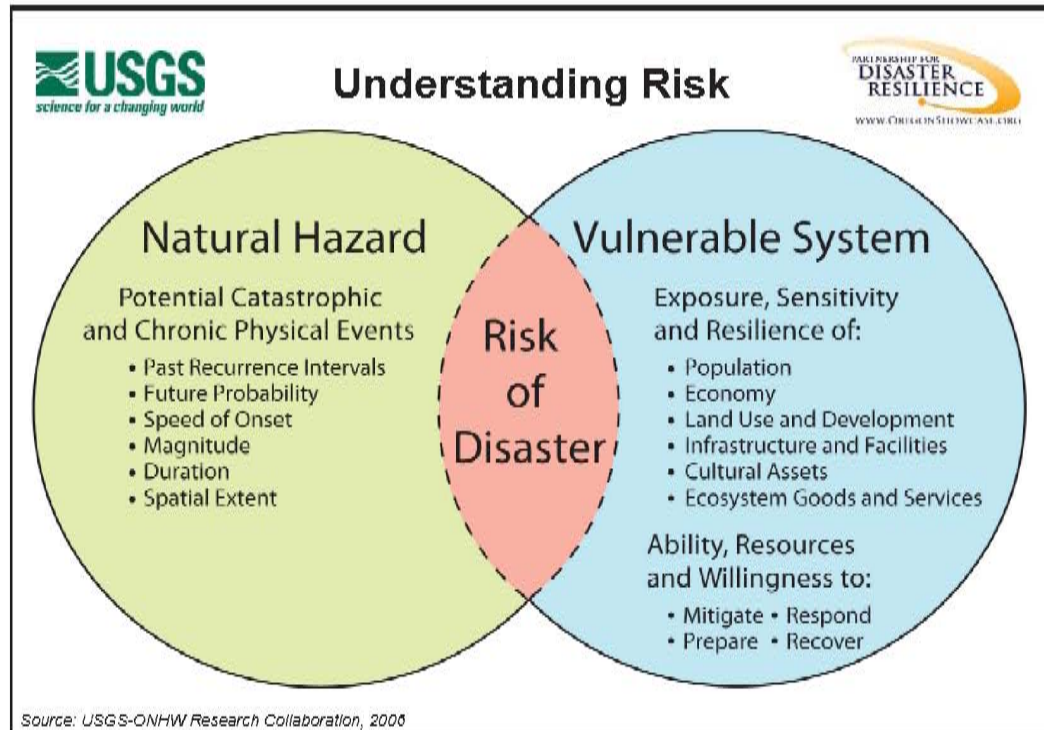 USGS
science for a changing world
Understanding Risk
PARTNERSHIP FOR
DISASTER
RESILIENCE
WWW.OREGONSHOWCASE.ORG
Natural Hazard
Potential Catastrophic
and Chronic Physical Events
• Past Recurrence Intervals
• Future Probability
• Speed of Onset
• Magnitude
• Duration
• Spatial Extent
Risk
of
Disaster
Vulnerable System
Exposure, Sensitivity
and Resilience of:
• Population
• Economy
• Land Use and Development
• Infrastructure and Facilities
• Cultural Assets
• Ecosystem Goods and Services
Ability, Resources
and Willingness to:
• Mitigate • Respond
• Prepare • Recover
Source: USGS-ONHW Research Collaboration, 2006